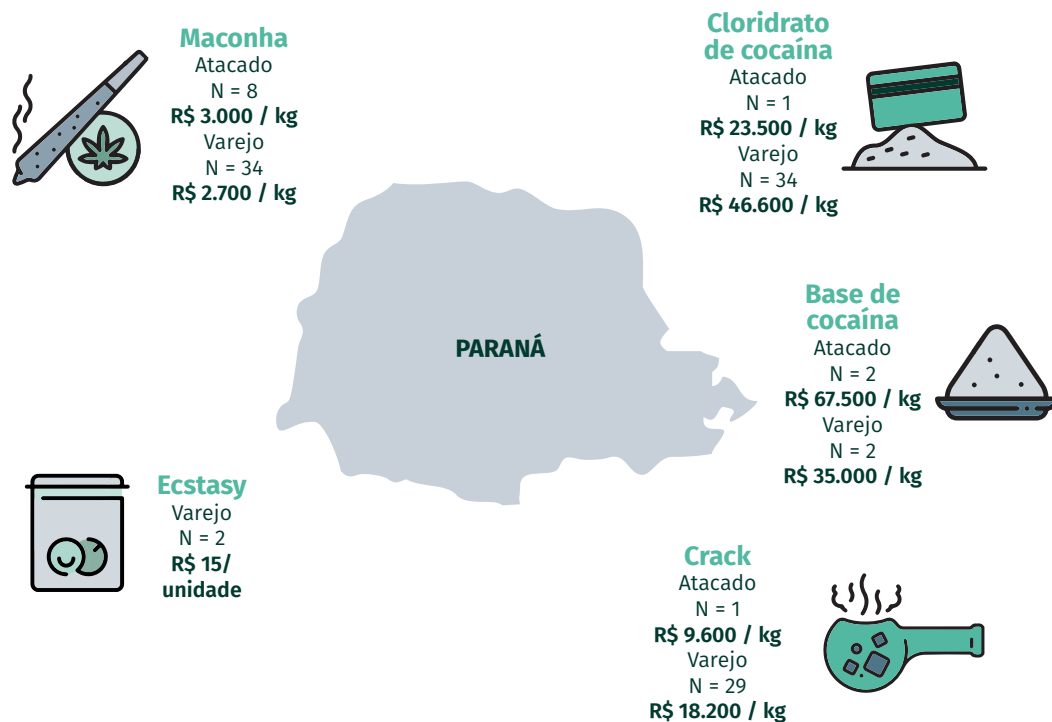 Maconha
Atacado
N = 8
R$ 3.000 / kg
Varejo
N = 34
R$ 2.700 / kg
Cloridrato
de cocaína
Atacado
N = 1
R$ 23.500 / kg
Varejo
N = 34
R$ 46.600 / kg
PARANÁ
Base de
cocaína
Atacado
N = 2
R$ 67.500 / kg
Varejo
N = 2
R$ 35.000 / kg
Ecstasy
Varejo
N = 2
R$ 15/
unidade
Crack
Atacado
N = 1
R$ 9.600 / kg
Varejo
N = 29
R$ 18.200 / kg